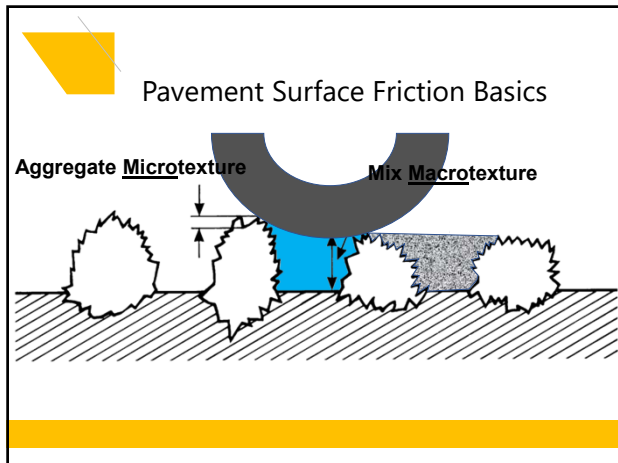 Pavement Surface Friction Basics
Aggregate Microtexture
Mix Macrotexture